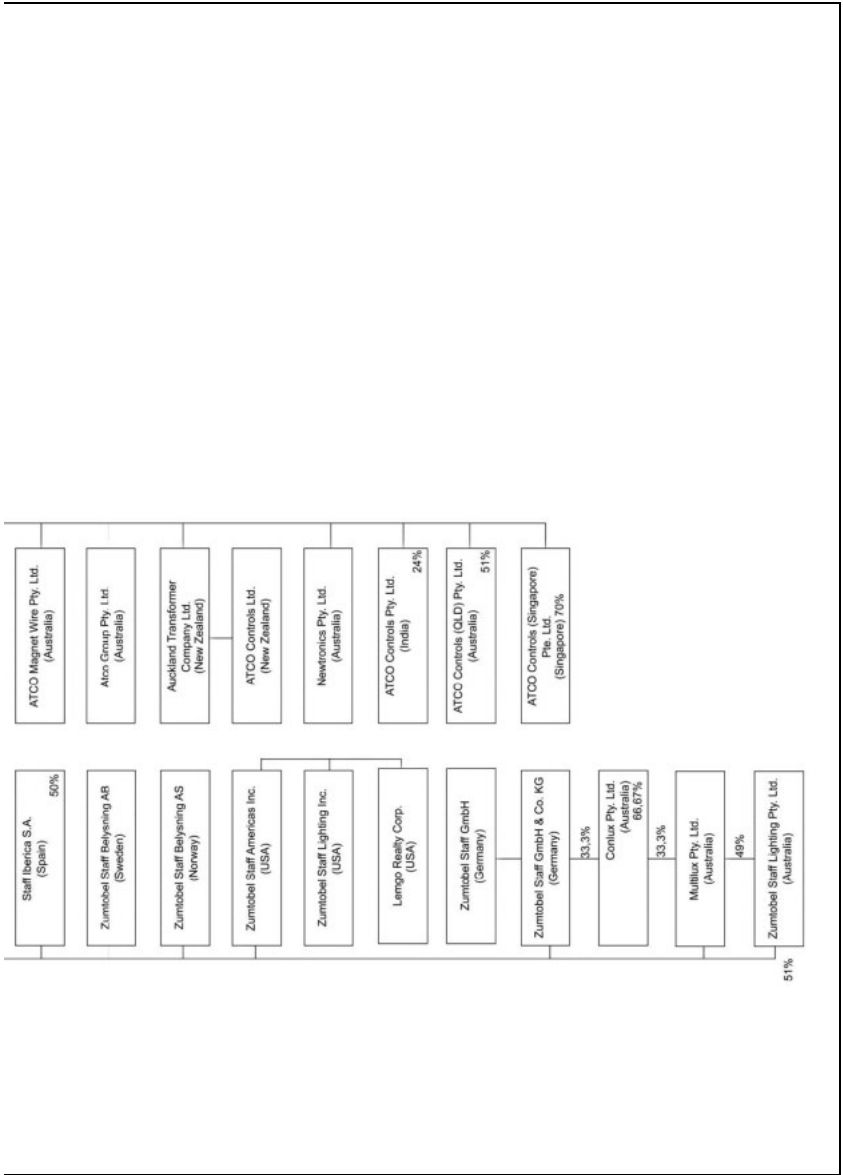 ATCO Magnet Wire Pty. Ltd.
(Australia)
Atco Group Pty. Ltd.
(Australia)
Auckland Transformer
Company Ltd.
(New Zealand)
ATCO Controls Ltd.
(New Zealand)
Newtronics Pty. Ltd.
(Australia)
ATCO Controls Pty. Ltd.
(India)
24%
ATCO Controls (QLD) Pty. Ltd.
(Australia)
51%
ATCO Controls (Singapore)
Pte. Ltd.
(Singapore) 70%
Staff Iberica S.A.
(Spain)
50%
Zumtobel Staff Belysning AB
(Sweden)
Zumtobel Staff Belysning AS
(Norway)
Zumtobel Staff Americas Inc.
(USA)
Zumtobel Staff Lighting Inc.
(USA)
Lemgo Realty Corp.
(USA)
Zumtobel Staff GmbH
(Germany)
Zumtobel Staff GmbH & Co. KG
(Germany)
33,3%
Conlux Pty. Ltd.
(Australia)
66,67%
33,3%
Multilux Pty. Ltd.
(Australia)
49%
Zumtobel Staff Lighting Pty. Ltd.
(Australia)
51%